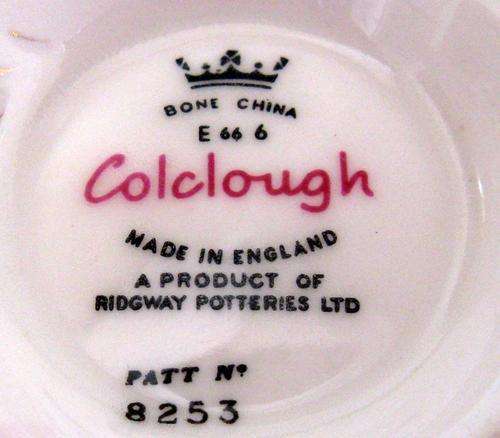 BONE CHINA
E 66 6
Colclough
MADE IN ENGLAND
A PRODUCT OF
RIDGWAY POTTERIES LTD
PATT Nº
8253